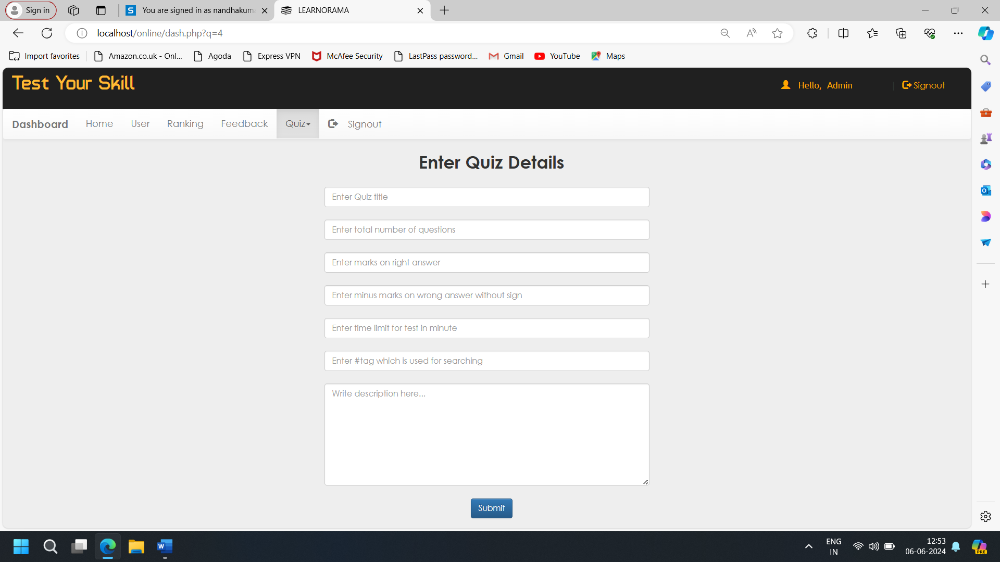 Sign in
You are signed in as nandhakuma
LEARNORAMA
localhost/online/dash.php?q=4
Import favorites
Amazon.co.uk - Onl...
Agoda
Express VPN
McAfee Security
LastPass password...
Gmail
YouTube
Maps
Test Your Skill
Hello, Admin
Signout
Dashboard
Home
User
Ranking
Feedback
Quiz
Signout
Enter Quiz Details
Enter Quiz title
Enter total number of questions
Enter marks on right answer
Enter minus marks on wrong answer without sign
Enter time limit for test in minute
Enter #tag which is used for searching
Write description here...
Submit
ENG
IN
12:53
06-06-2024
PRE